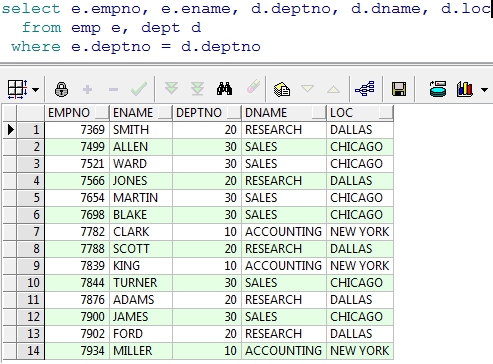 select e.empno, e.ename, d.deptno, d.dname, d.loc
from emp e, dept d
where e.deptno = d.deptno
EMPNO ENAME DEPTNO DNAME LOC
1 7369 SMITH 20 RESEARCH DALLAS
2 7499 ALLEN 30 SALES CHICAGO
3 7521 WARD 30 SALES CHICAGO
4 7566 JONES 20 RESEARCH DALLAS
5 7654 MARTIN 30 SALES CHICAGO
6 7698 BLAKE 30 SALES CHICAGO
7 7782 CLARK 10 ACCOUNTING NEW YORK
8 7788 SCOTT 20 RESEARCH DALLAS
9 7839 KING 10 ACCOUNTING NEW YORK
10 7844 TURNER 30 SALES CHICAGO
11 7876 ADAMS 20 RESEARCH DALLAS
12 7900 JAMES 30 SALES CHICAGO
13 7902 FORD 20 RESEARCH DALLAS
14 7934 MILLER 10 ACCOUNTING NEW YORK